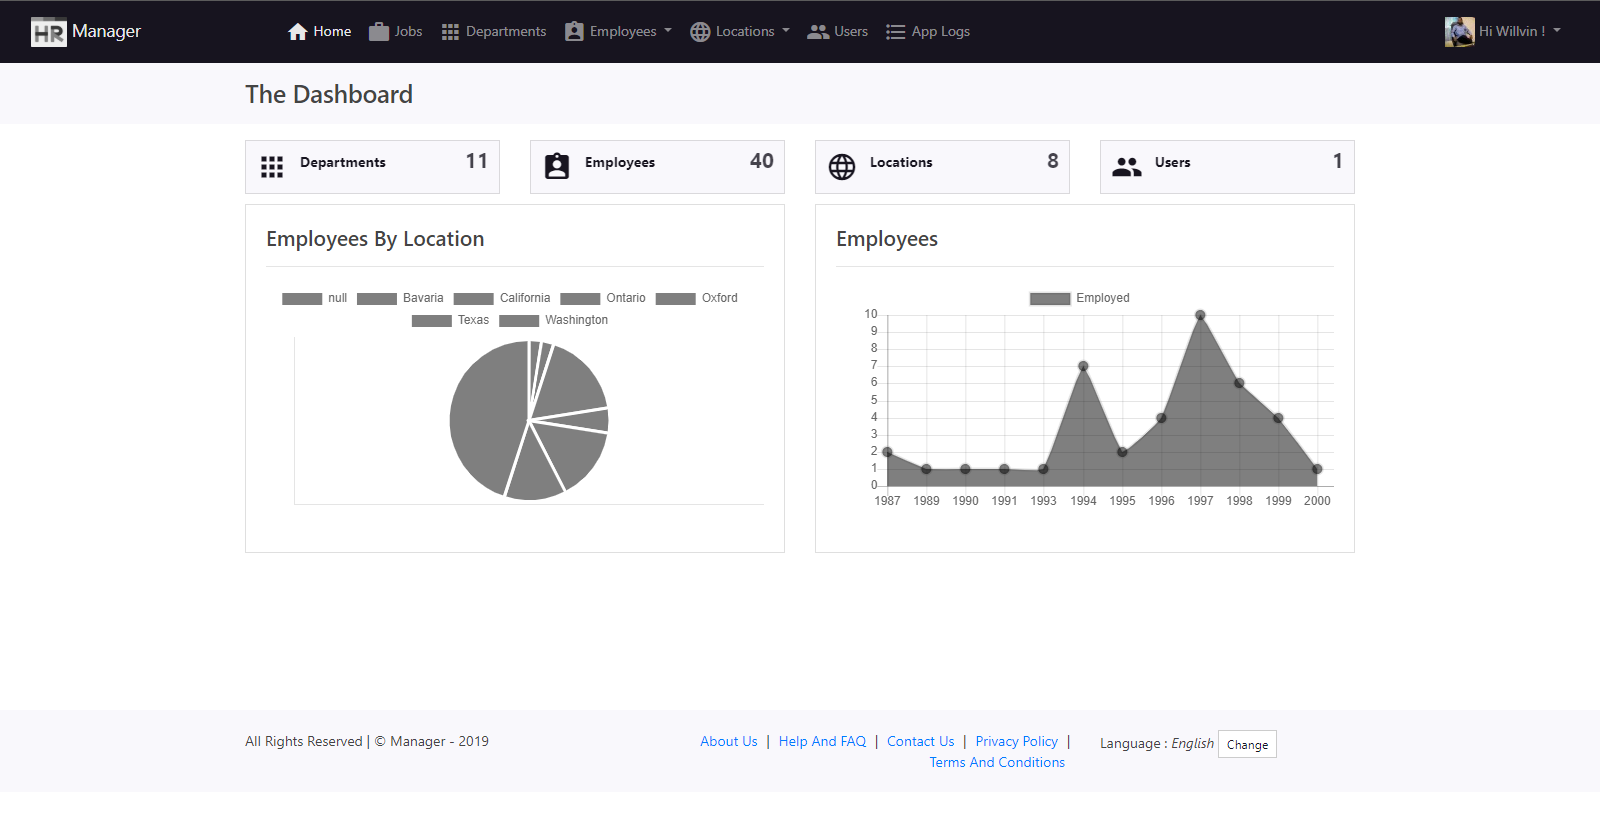 HR Manager Home Jobs Departments Employees Locations Users App Logs Hi Willvin !
The Dashboard
Departments 11 Employees 40 Locations 8 Users 1
Employees By Location
null Bavaria California Ontario Oxford
Texas Washington
Employees
Employed
10
9
8
7
6
5
4
3
2
1
0
1987 1989 1990 1991 1993 1994 1995 1996 1997 1998 1999 2000
All Rights Reserved | © Manager - 2019
About Us | Help And FAQ | Contact Us | Privacy Policy |
Terms And Conditions
Language : English Change